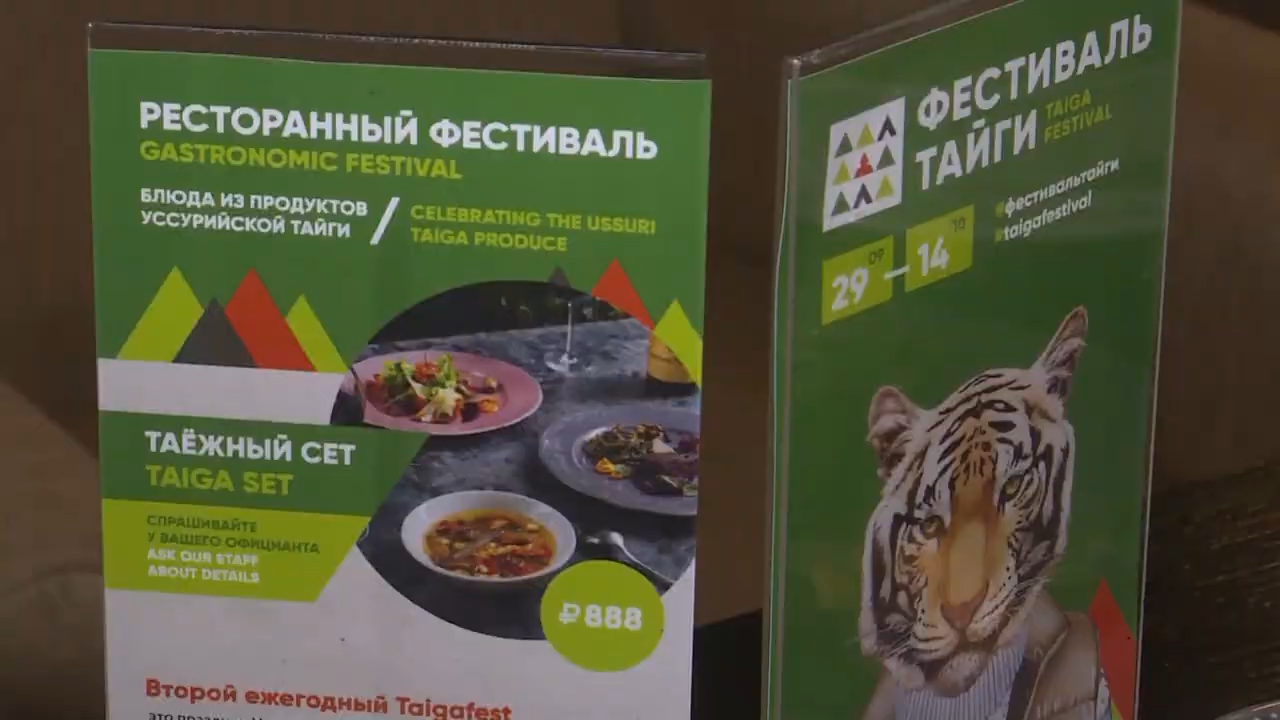 РЕСТОРАННЫЙ ФЕСТИВАЛЬ
GASTRONOMIC FESTIVAL
БЛЮДА ИЗ ПРОДУКТОВ
УССУРИЙСКОЙ ТАЙГИ
/
CELEBRATING THE USSURI
TAIGA PRODUCE
ТАЁЖНЫЙ СЕТ
TAIGA SET
СПРАШИВАЙТЕ
У ВАШЕГО ОФИЦИАНТА
ASK OUR STAFF
ABOUT DETAILS
₽888
Второй ежегодный Taigafest
ФЕСТИВАЛЬ
ТАЙГИ
TAIGA
FESTIVAL
#фестивальтайги
#taigafestival
29 09 — 14 10